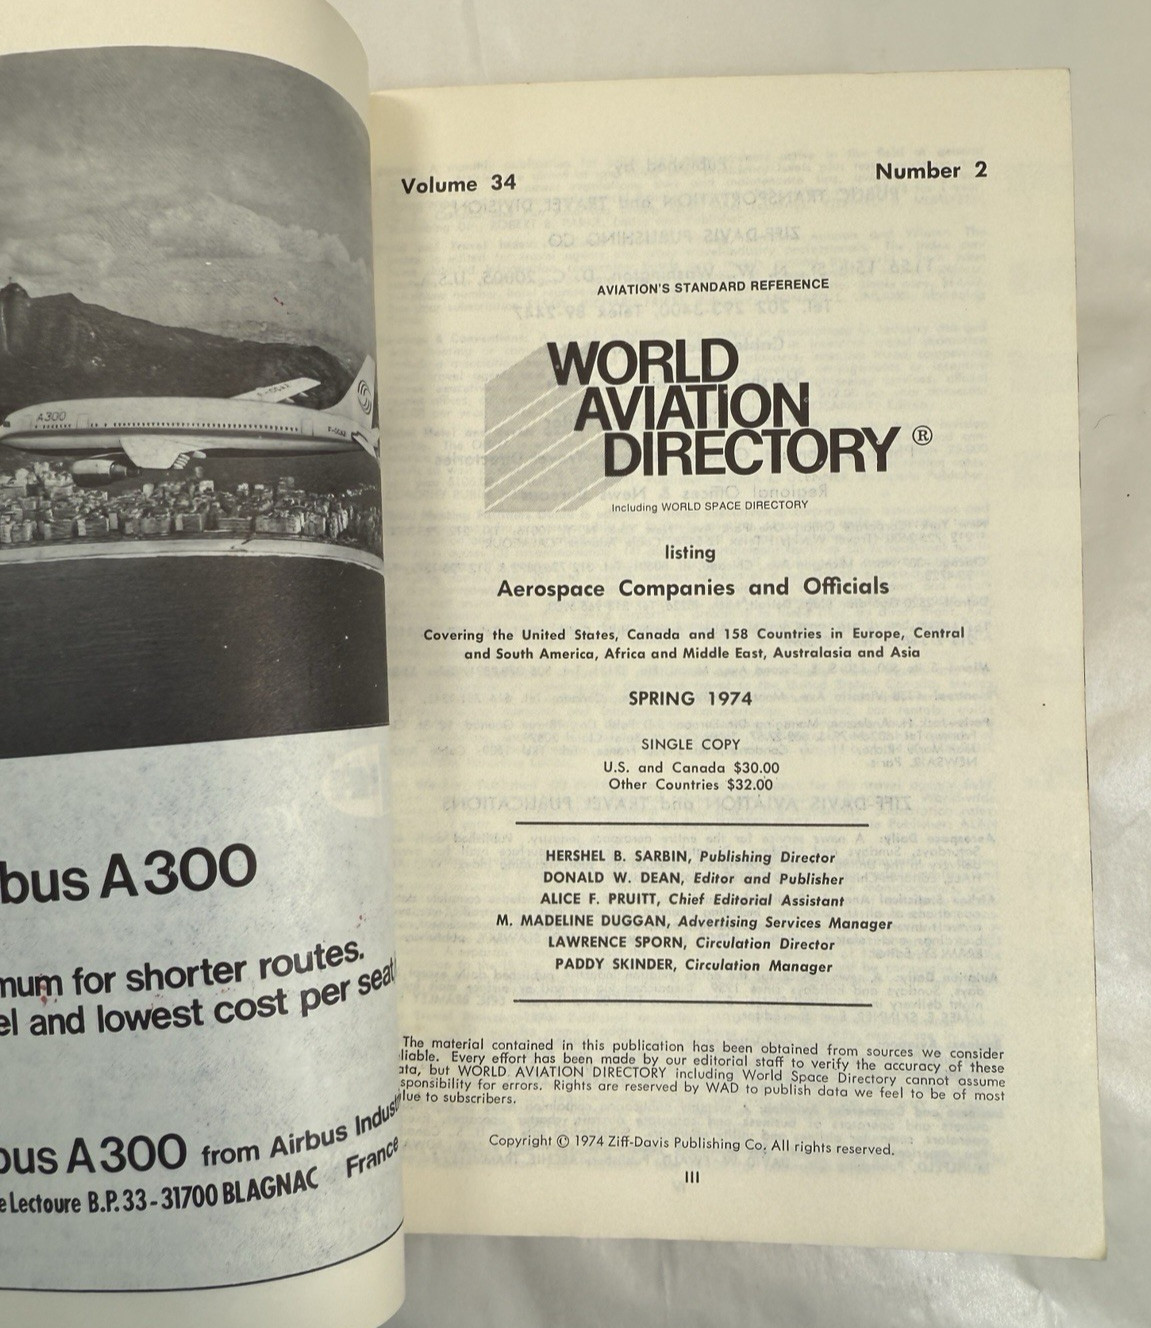 A300
bus A300
for shorter routes.
and lowest cost per seat
A300 from Airbus
Lectoure B.P.33-31700 BLAGNAC France
Volume 34 Number 2
AVIATION'S STANDARD REFERENCE
WORLD
AVIATION
DIRECTORY ®
Including WORLD SPACE DIRECTORY
listing
Aerospace Companies and Officials
Covering the United States, Canada and 158 Countries in Europe, Central
and South America, Africa and Middle East, Australasia and Asia
SPRING 1974
SINGLE COPY
U.S. and Canada $30.00
Other Countries $32.00
HERSHEL B. SARBIN, Publishing Director
DONALD W. DEAN, Editor and Publisher
ALICE F. PRUITT, Chief Editorial Assistant
M. MADELINE DUGGAN, Advertising Services Manager
LAWRENCE SPORN, Circulation Director
PADDY SKINDER, Circulation Manager
The material contained in this publication has been obtained from sources we consider
liable. Every effort has been made by our editorial staff to verify the accuracy of these
ata, but WORLD AVIATION DIRECTORY including World Space Directory cannot assume
sponsibility for errors. Rights are reserved by WAD to publish data we feel to be of most
lue to subscribers.
Copyright © 1974 Ziff-Davis Publishing Co. All rights reserved.
III